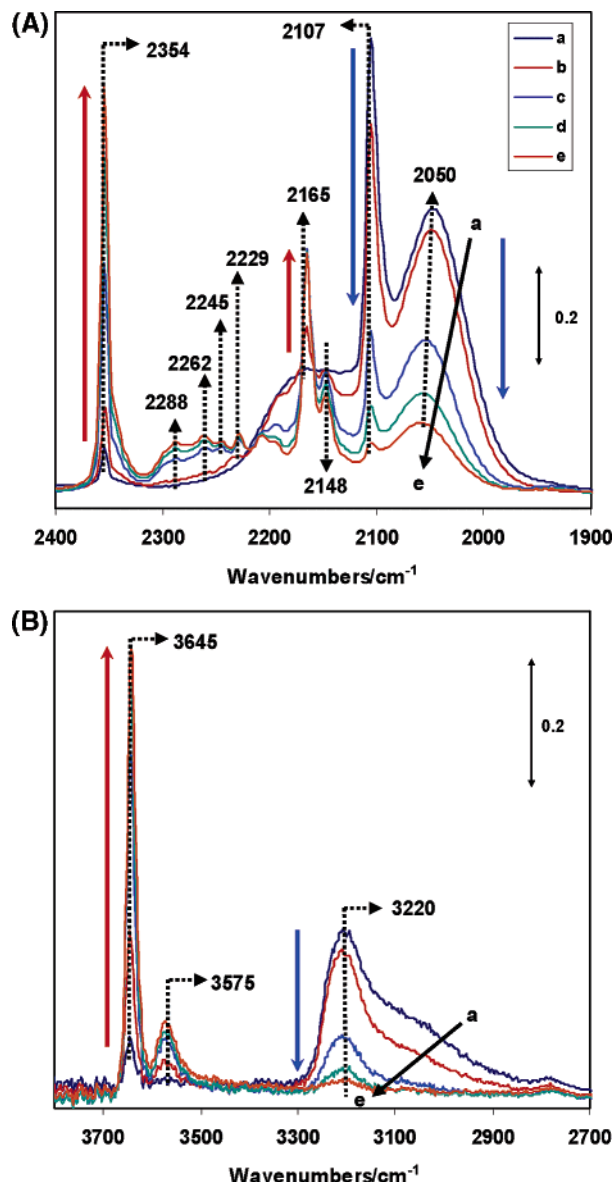 (A)
2354
2107
a
b
c
d
e
2165
2050
a
2229
2245
2262
0.2
2288
2148
e
2400 2300 2200 2100 2000 1900
Wavenumbers/cm-1
(B)
3645
0.2
3220
3575
a
e
3700 3500 3300 3100 2900 2700
Wavenumbers/cm-1